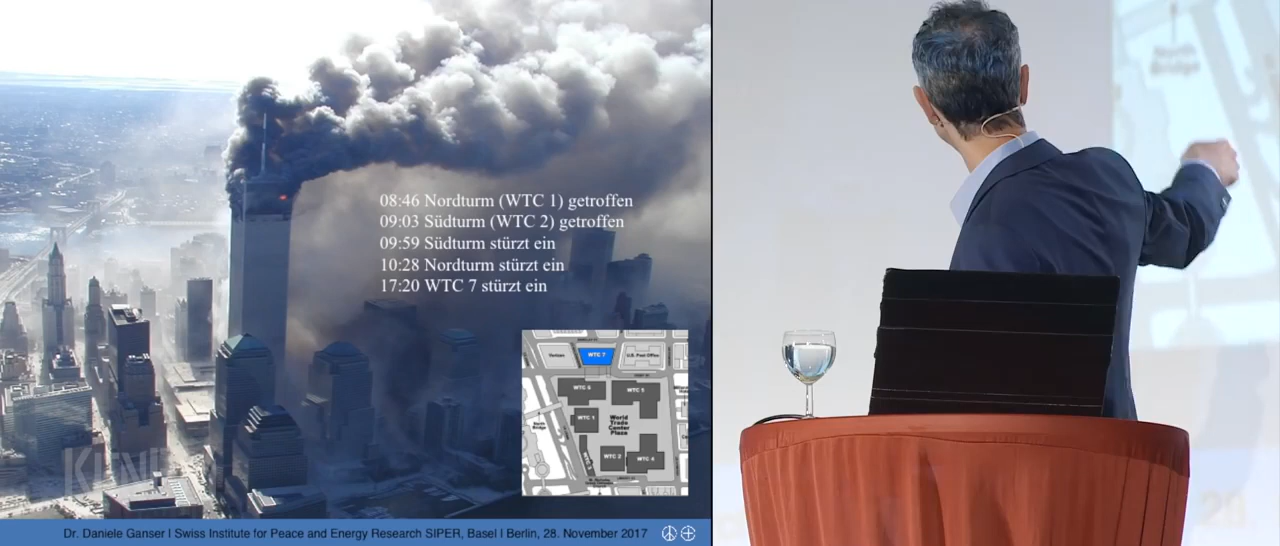 08:46 Nordturm (WTC 1) getroffen
09:03 Südturm (WTC 2) getroffen
09:59 Südturm stürzt ein
10:28 Nordturm stürzt ein
17:20 WTC 7 stürzt ein
Verizon
WTC 7
U.S. Post Office
WTC 6
WTC 5
North
Bridge
WTC 1
World
Trade
Center
Plaza
WTC 2
WTC 4
Dr. Daniele Ganser I Swiss Institute for Peace and Energy Research SIPER, Basel I Berlin, 28. November 2017